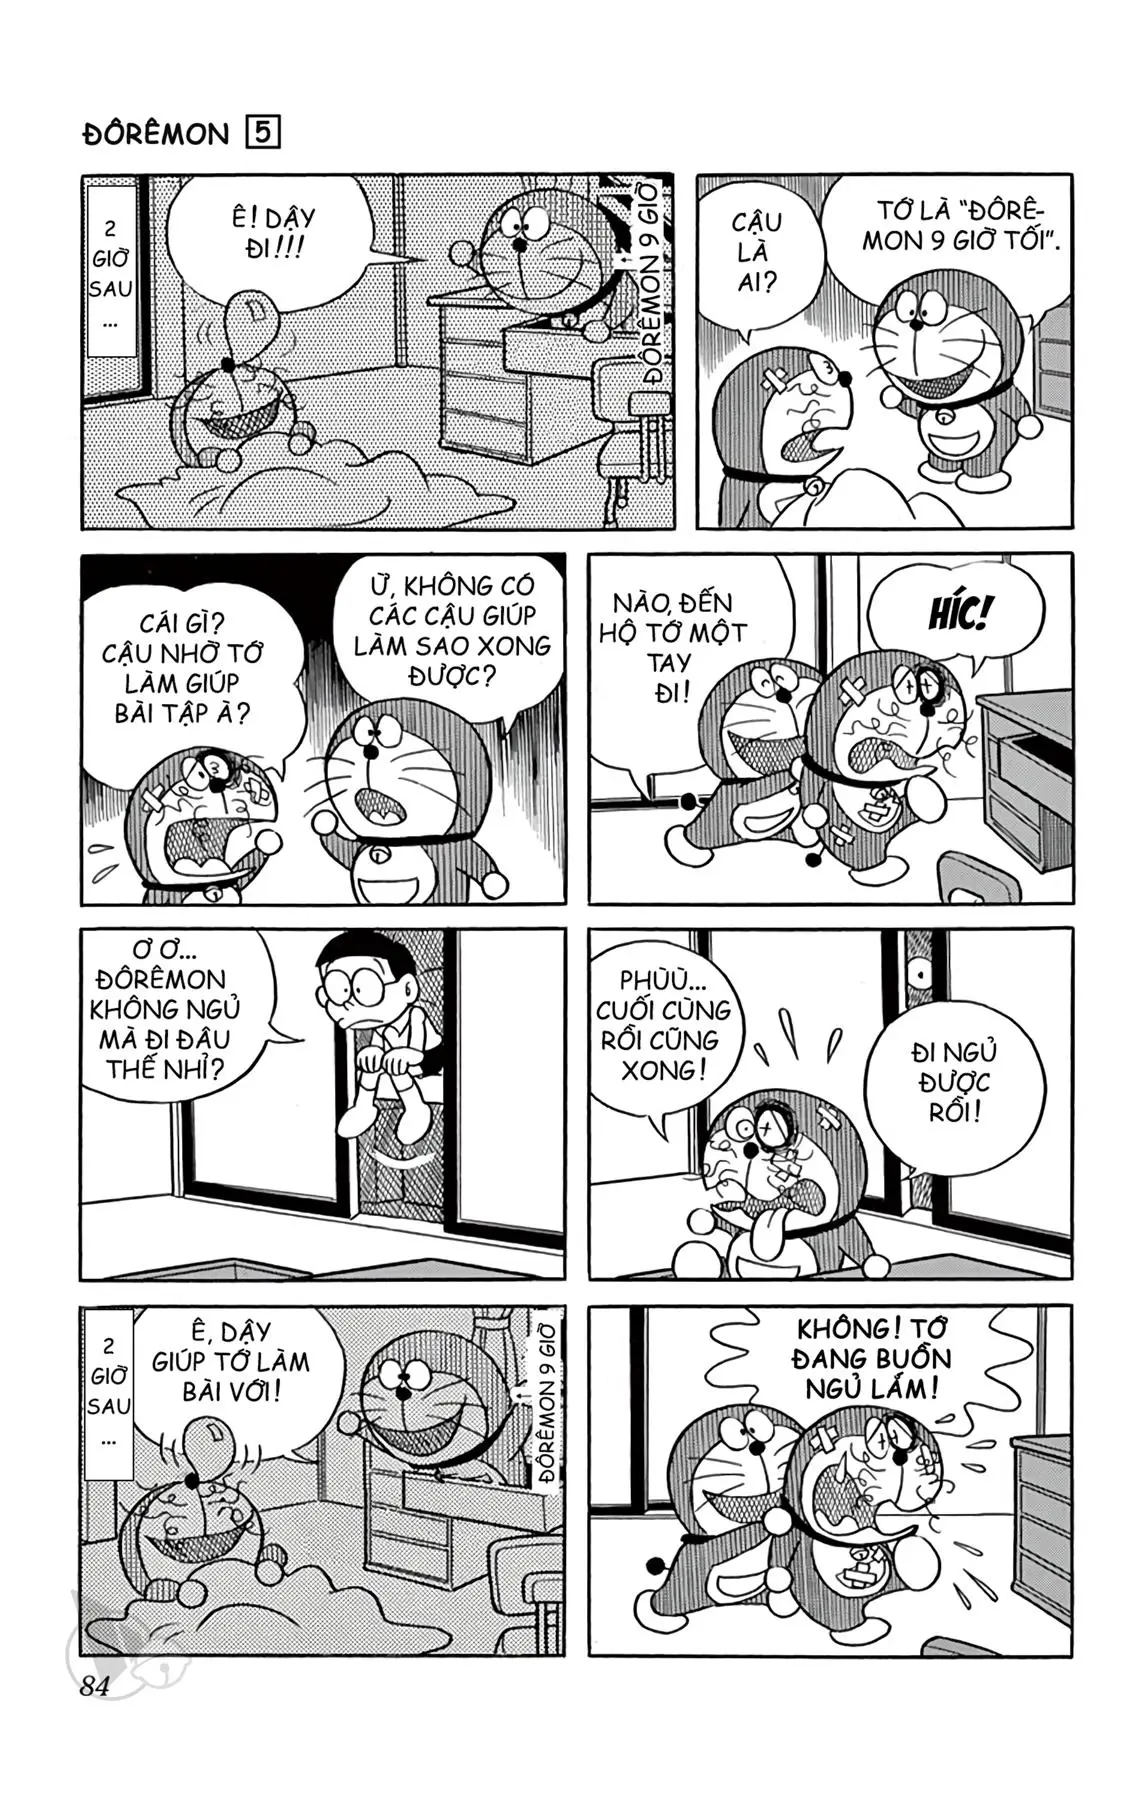 ĐÔRÊMON 5
2
GIỜ
SAU
...
Ê! DẬY
ĐI!!!
ĐÔRÊMON 9 GIỜ
CẬU
LÀ
AI?
TỚ LÀ “ĐÔRÊ-
MON 9 GIỜ TỐI”.
CÁI GÌ?
CẬU NHỜ TỚ
LÀM GIÚP
BÀI TẬP À?
Ừ, KHÔNG CÓ
CÁC CẬU GIÚP
LÀM SAO XONG
ĐƯỢC?
NÀO, ĐẾN
HỘ TỚ MỘT
TAY
ĐI!
HÍC!
Ơ Ơ...
ĐÔRÊMON
KHÔNG NGỦ
MÀ ĐI ĐÂU
THẾ NHỈ?
PHÙÙ...
CUỐI CÙNG
RỒI CŨNG
XONG!
ĐI NGỦ
ĐƯỢC
RỒI!
2
GIỜ
SAU
...
Ê, DẬY
GIÚP TỚ LÀM
BÀI VỚI!
ĐÔRÊMON 9 GIỜ
KHÔNG! TỚ
ĐANG BUỒN
NGỦ LẮM!
84